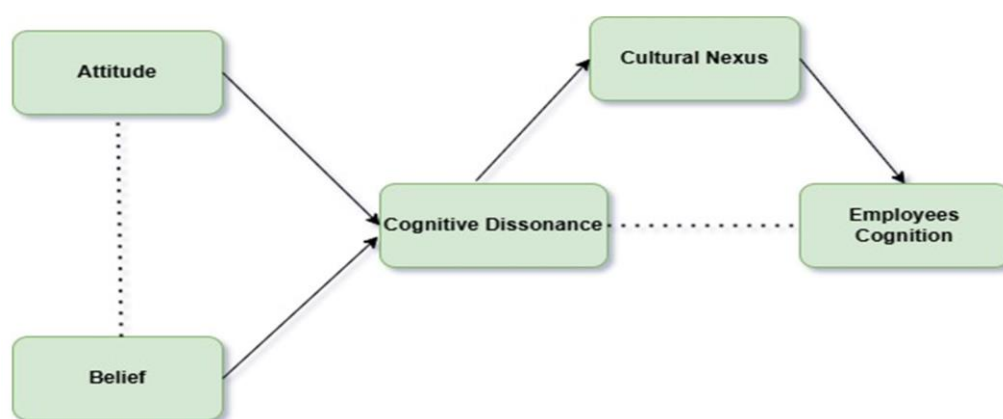 Attitude
Cultural Nexus
Cognitive Dissonance
Employees
Cognition
Belief